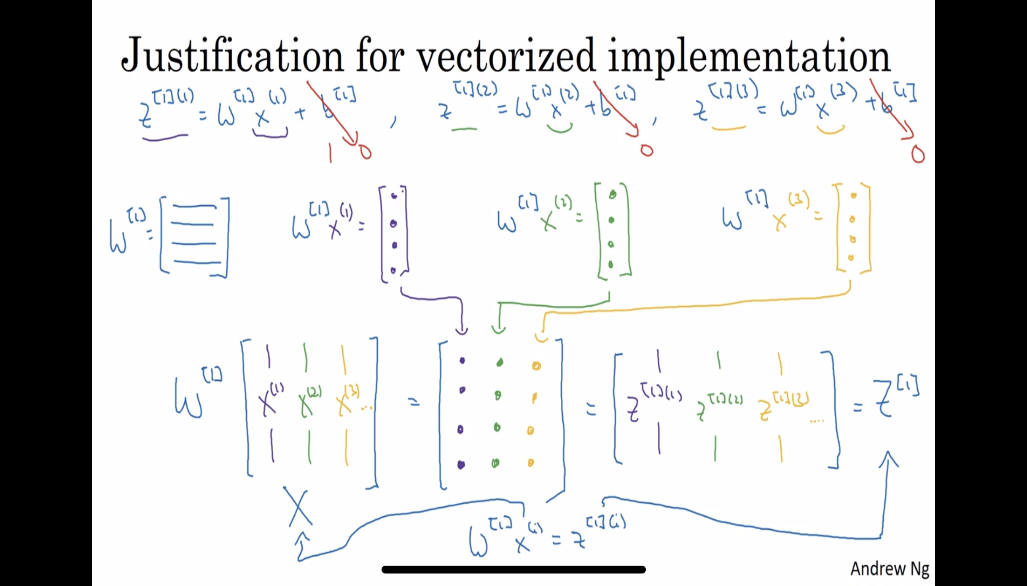 Justification for vectorized implementation
z^[1](1) = W^[1] x^(1) + b^[1] , z^[1](2) = W^[1] x^(2) + b^[1] , z^[1](3) = W^[1] x^(3) + b^[1]
0 0 0
W^[1] = [ ] W^[1] x^(1) = [ ] W^[1] x^(2) = [ ] W^[1] x^(3) = [ ]
W^[1] [ x^(1) x^(2) x^(3) ... ] = [ ] = [ z^[1](1) z^[1](2) z^[1](3) .... ] = Z^[1]
X
W^[1] x^(i) = z^[1](i)
Andrew Ng